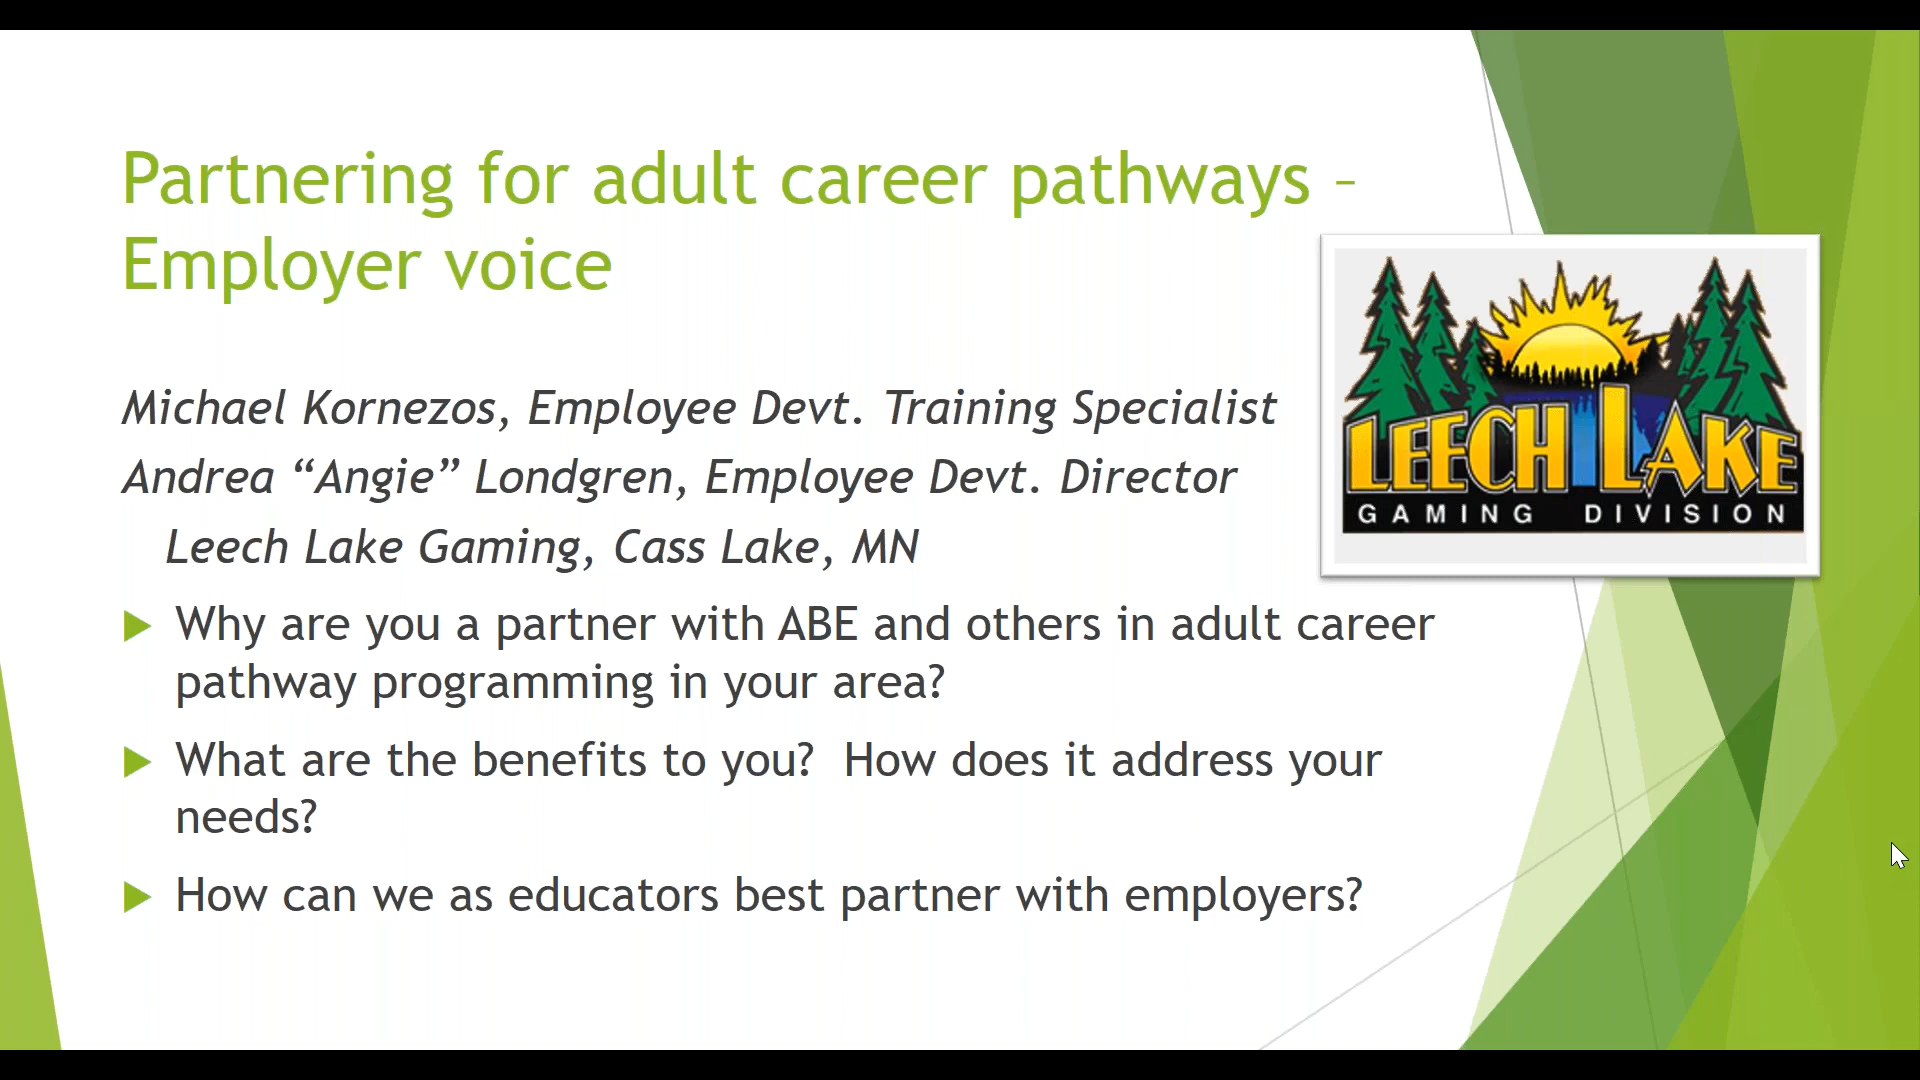 Partnering for adult career pathways –
Employer voice
Michael Kornezos, Employee Devt. Training Specialist
Andrea “Angie” Londgren, Employee Devt. Director
Leech Lake Gaming, Cass Lake, MN
Why are you a partner with ABE and others in adult career
pathway programming in your area?
What are the benefits to you?  How does it address your
needs?
How can we as educators best partner with employers?
LEECH LAKE
GAMING DIVISION